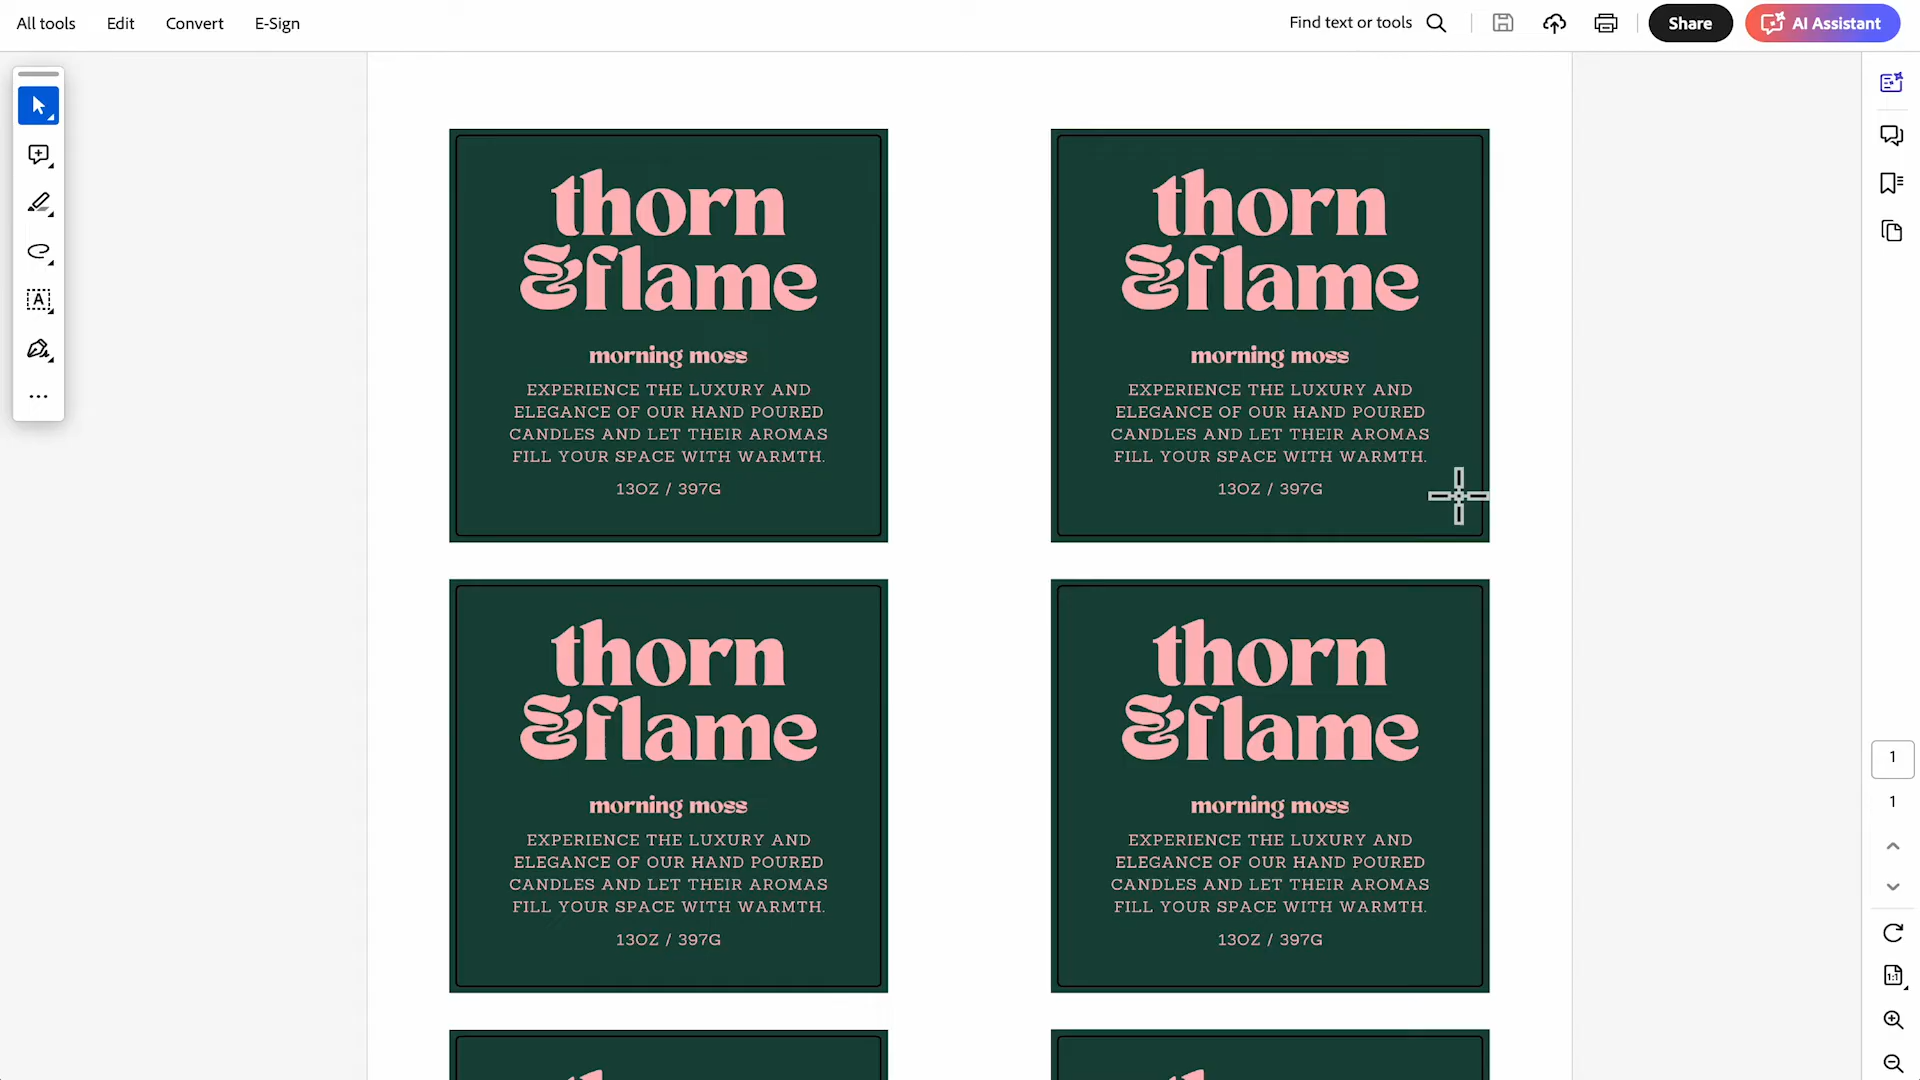 All tools Edit Convert E-Sign Find text or tools Share AI Assistant
thorn
&flame
morning moss
EXPERIENCE THE LUXURY AND
ELEGANCE OF OUR HAND POURED
CANDLES AND LET THEIR AROMAS
FILL YOUR SPACE WITH WARMTH.
13OZ / 397G
thorn
&flame
morning moss
EXPERIENCE THE LUXURY AND
ELEGANCE OF OUR HAND POURED
CANDLES AND LET THEIR AROMAS
FILL YOUR SPACE WITH WARMTH.
13OZ / 397G
thorn
&flame
morning moss
EXPERIENCE THE LUXURY AND
ELEGANCE OF OUR HAND POURED
CANDLES AND LET THEIR AROMAS
FILL YOUR SPACE WITH WARMTH.
13OZ / 397G
thorn
&flame
morning moss
EXPERIENCE THE LUXURY AND
ELEGANCE OF OUR HAND POURED
CANDLES AND LET THEIR AROMAS
FILL YOUR SPACE WITH WARMTH.
13OZ / 397G
1
1